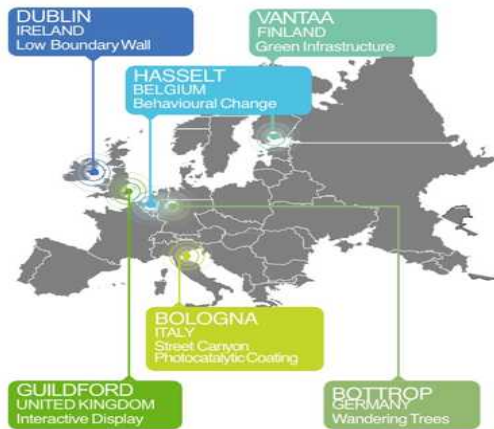 DUBLIN
IRELAND
Low Boundary Wall
VANTAA
FINLAND
Green Infrastructure
HASSELT
BELGIUM
Behavioural Change
BOLOGNA
ITALY
Street Canyon
Photocatalytic Coating
GUILDFORD
UNITED KINGDOM
Interactive Display
BOTTROP
GERMANY
Wandering Trees